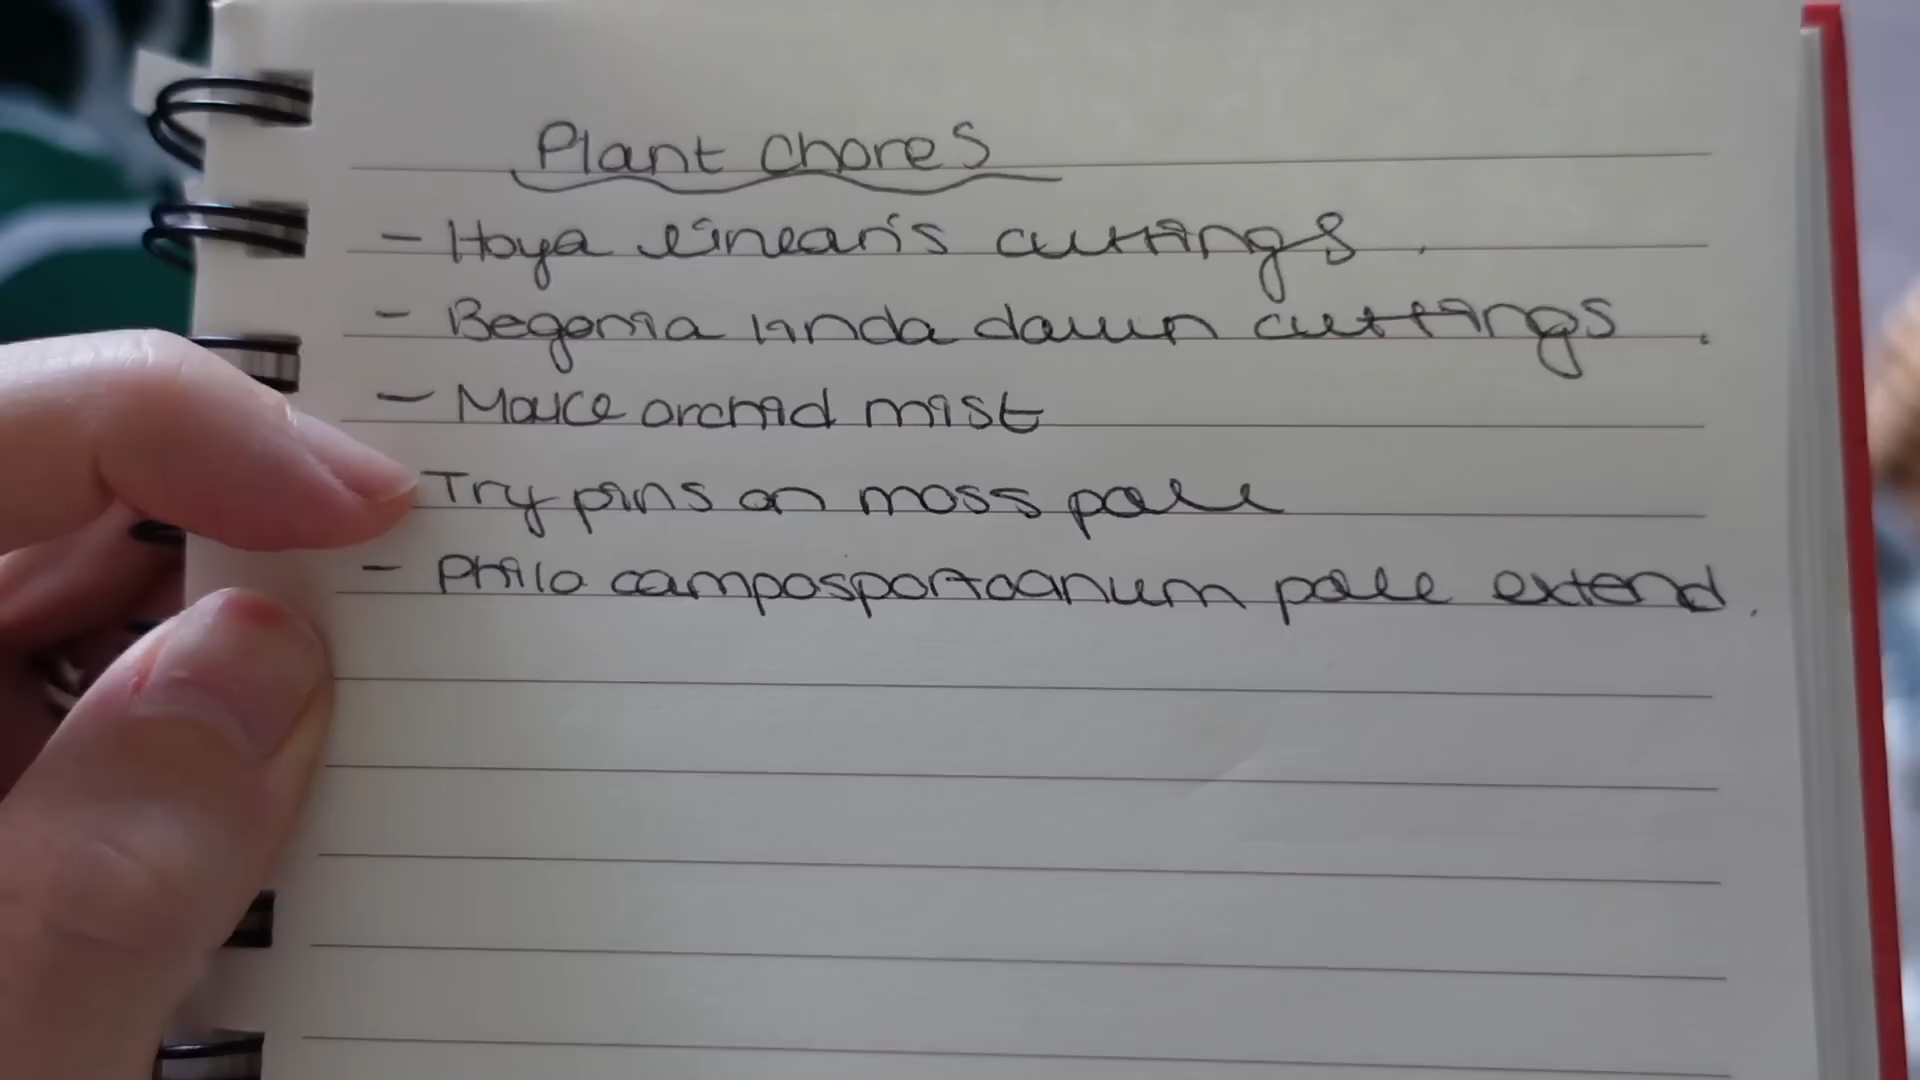 Plant Chores
- Hoya linearis cuttings.
- Begonia linda dawn cuttings.
- Make orchid mist
Try pins on moss pole
- Philo camposportoanum pole extend.